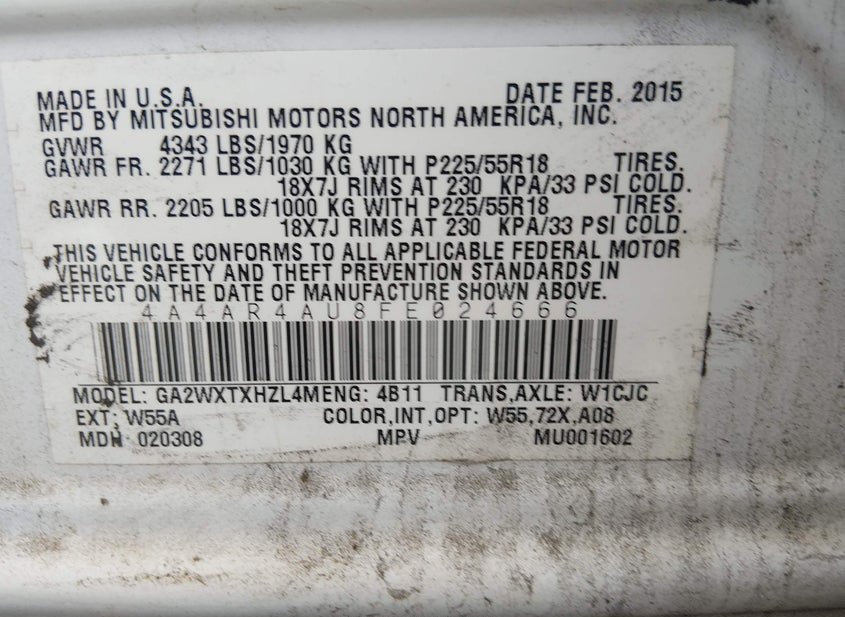 MADE IN U.S.A. DATE FEB. 2015
MFD BY MITSUBISHI MOTORS NORTH AMERICA, INC.
GVWR 4343 LBS/1970 KG
GAWR FR. 2271 LBS/1030 KG WITH P225/55R18 TIRES.
18X7J RIMS AT 230 KPA/33 PSI COLD.
GAWR RR. 2205 LBS/1000 KG WITH P225/55R18 TIRES.
18X7J RIMS AT 230 KPA/33 PSI COLD.
THIS VEHICLE CONFORMS TO ALL APPLICABLE FEDERAL MOTOR
VEHICLE SAFETY AND THEFT PREVENTION STANDARDS IN
EFFECT ON THE DATE OF MANUFACTURE SHOWN ABOVE.
4A4AR4AU8FE024666
MODEL: GA2WXTXHZL4MENG: 4B11 TRANS,AXLE: W1CJC
EXT: W55A COLOR,INT,OPT: W55,72X,A08
MDH 020308 MPV MU001602